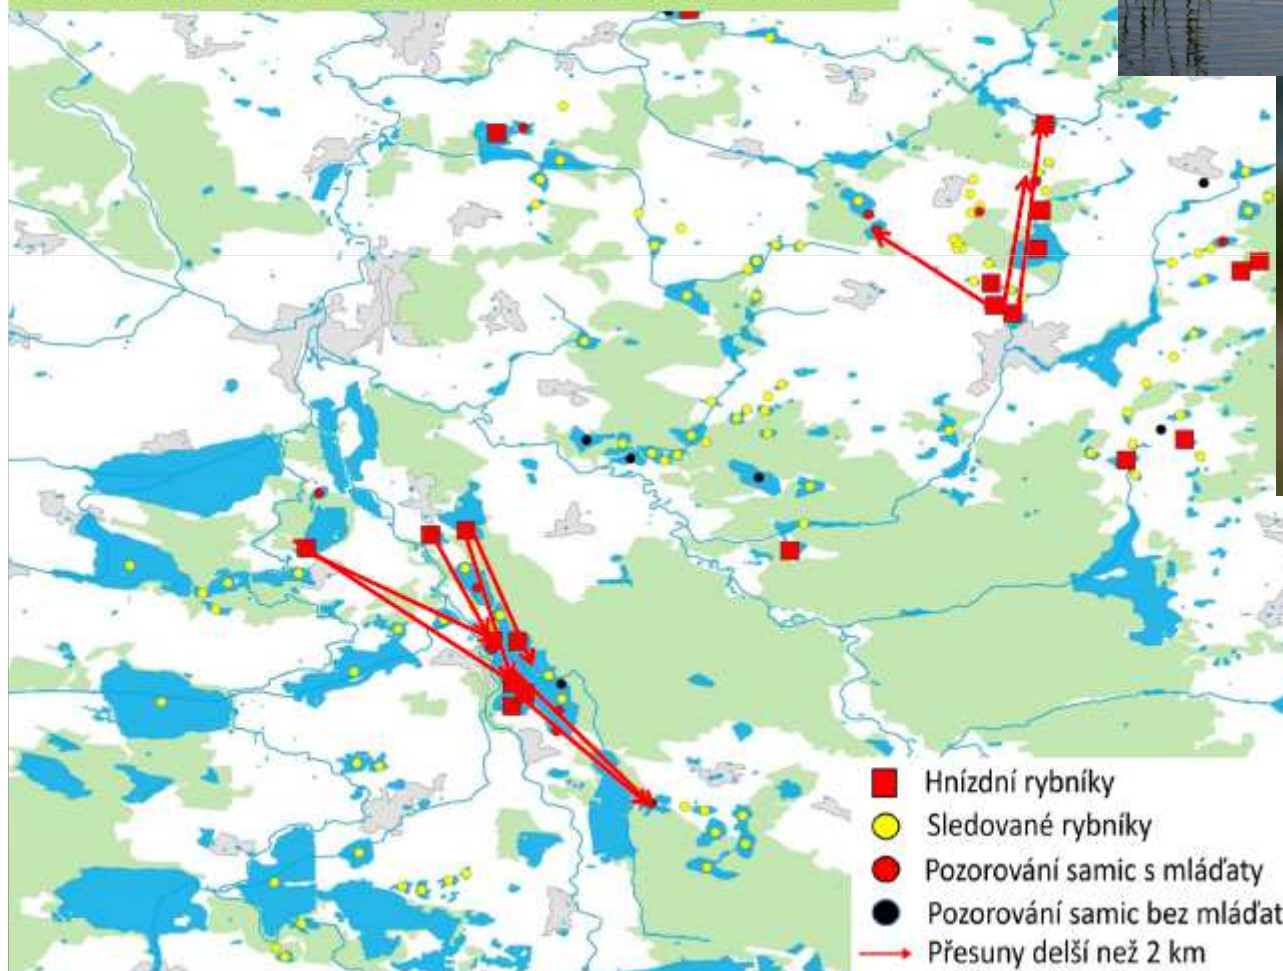 Hnízdní rybníky
Sledované rybníky
Pozorování samic s mláďaty
Pozorování samic bez mláďat
Přesuny delší než 2 km